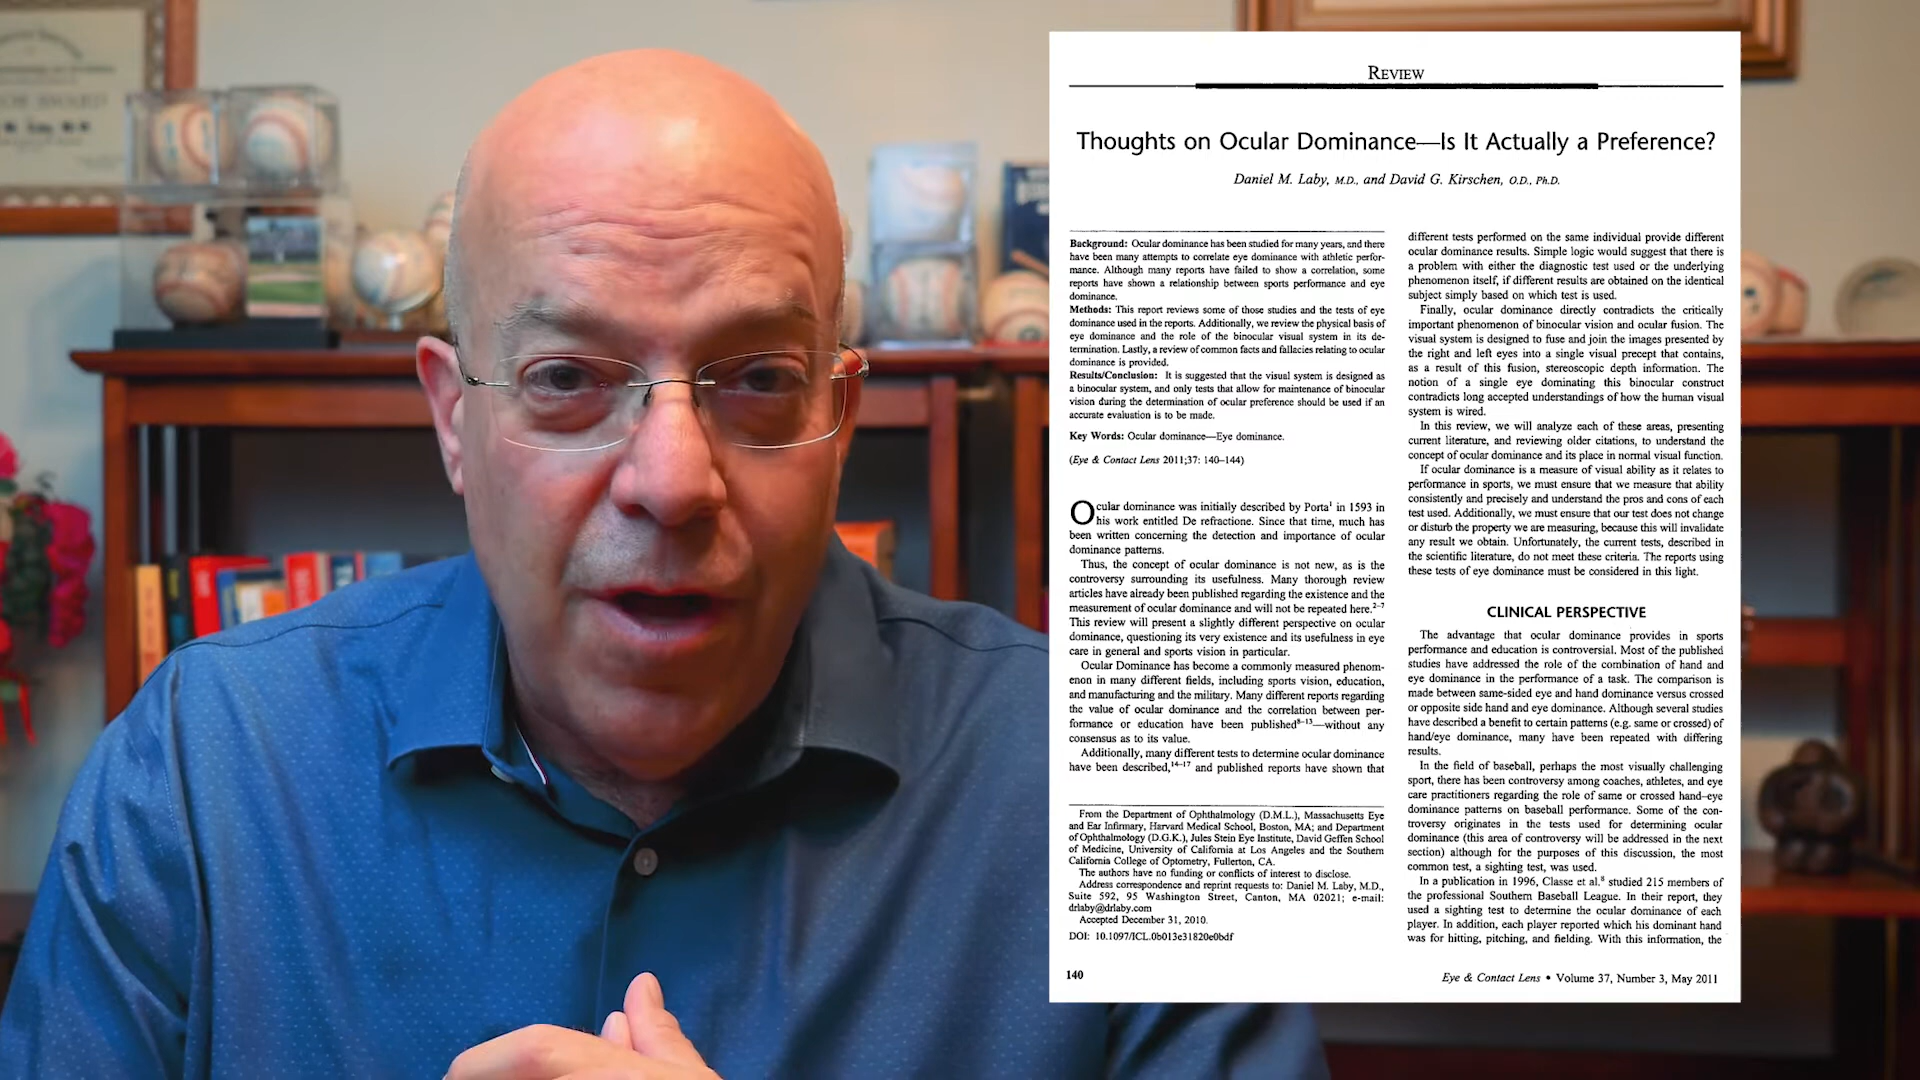 REVIEW
Thoughts on Ocular Dominance—Is It Actually a Preference?
Daniel M. Laby, M.D., and David G. Kirschen, O.D., Ph.D.
Background: Ocular dominance has been studied for many years, and there
have been many attempts to correlate eye dominance with athletic perfor-
mance. Although many reports have failed to show a correlation, some
reports have shown a relationship between sports performance and eye
dominance.
Methods: This report reviews some of those studies and the tests of eye
dominance used in the reports. Additionally, we review the physical basis of
eye dominance and the role of the binocular visual system in its de-
termination. Lastly, a review of common facts and fallacies relating to ocular
dominance is provided.
Results/Conclusion: It is suggested that the visual system is designed as
a binocular system, and only tests that allow for maintenance of binocular
vision during the determination of ocular preference should be used if an
accurate evaluation is to be made.
Key Words: Ocular dominance—Eye dominance.
(Eye & Contact Lens 2011;37: 140–144)
Ocular dominance was initially described by Porta1 in 1593 in
his work entitled De refractione. Since that time, much has
been written concerning the detection and importance of ocular
dominance patterns.
Thus, the concept of ocular dominance is not new, as is the
controversy surrounding its usefulness. Many thorough review
articles have already been published regarding the existence and the
measurement of ocular dominance and will not be repeated here.2–7
This review will present a slightly different perspective on ocular
dominance, questioning its very existence and its usefulness in eye
care in general and sports vision in particular.
Ocular Dominance has become a commonly measured phenom-
enon in many different fields, including sports vision, education,
and manufacturing and the military. Many different reports regarding
the value of ocular dominance and the correlation between per-
formance or education have been published8–13—without any
consensus as to its value.
Additionally, many different tests to determine ocular dominance
have been described,14–17 and published reports have shown that
From the Department of Ophthalmology (D.M.L.), Massachusetts Eye
and Ear Infirmary, Harvard Medical School, Boston, MA; and Department
of Ophthalmology (D.G.K.), Jules Stein Eye Institute, David Geffen School
of Medicine, University of California at Los Angeles and the Southern
California College of Optometry, Fullerton, CA.
The authors have no funding or conflicts of interest to disclose.
Address correspondence and reprint requests to: Daniel M. Laby, M.D.,
Suite 592, 95 Washington Street, Canton, MA 02021; e-mail:
drlaby@drlaby.com
Accepted December 31, 2010.
DOI: 10.1097/ICL.0b013e31820e0bdf
different tests performed on the same individual provide different
ocular dominance results. Simple logic would suggest that there is
a problem with either the diagnostic test used or the underlying
phenomenon itself, if different results are obtained on the identical
subject simply based on which test is used.
Finally, ocular dominance directly contradicts the critically
important phenomenon of binocular vision and ocular fusion. The
visual system is designed to fuse and join the images presented by
the right and left eyes into a single visual precept that contains,
as a result of this fusion, stereoscopic depth information. The
notion of a single eye dominating this binocular construct
contradicts long accepted understandings of how the human visual
system is wired.
In this review, we will analyze each of these areas, presenting
current literature, and reviewing older citations, to understand the
concept of ocular dominance and its place in normal visual function.
If ocular dominance is a measure of visual ability as it relates to
performance in sports, we must ensure that we measure that ability
consistently and precisely and understand the pros and cons of each
test used. Additionally, we must ensure that our test does not change
or disturb the property we are measuring, because this will invalidate
any result we obtain. Unfortunately, the current tests, described in
the scientific literature, do not meet these criteria. The reports using
these tests of eye dominance must be considered in this light.
CLINICAL PERSPECTIVE
The advantage that ocular dominance provides in sports
performance and education is controversial. Most of the published
studies have addressed the role of the combination of hand and
eye dominance in the performance of a task. The comparison is
made between same-sided eye and hand dominance versus crossed
or opposite side hand and eye dominance. Although several studies
have described a benefit to certain patterns (e.g. same or crossed) of
hand/eye dominance, many have been repeated with differing
results.
In the field of baseball, perhaps the most visually challenging
sport, there has been controversy among coaches, athletes, and eye
care practitioners regarding the role of same or crossed hand–eye
dominance patterns on baseball performance. Some of the con-
troversy originates in the tests used for determining ocular
dominance (this area of controversy will be addressed in the next
section) although for the purposes of this discussion, the most
common test, a sighting test, was used.
In a publication in 1996, Classe et al.8 studied 215 members of
the professional Southern Baseball League. In their report, they
used a sighting test to determine the ocular dominance of each
player. In addition, each player reported which his dominant hand
was for hitting, pitching, and fielding. With this information, the
140
Eye & Contact Lens • Volume 37, Number 3, May 2011